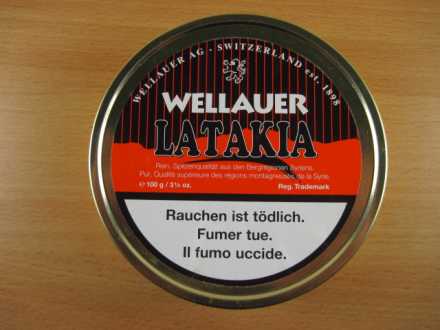 WELLAUER AG - SWITZERLAND est. 1898
WELLAUER
LATAKIA
Rein, Spitzenqualität aus den Bergregionen Syriens.
Pur, Qualité supérieure des régions montagneuses de la Syrie.
e 100 g / 3½ oz. Reg. Trademark
Rauchen ist tödlich.
Fumer tue.
Il fumo uccide.